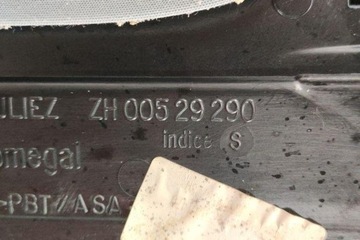 ULIEZ ZH 005 29 290
indice S
omegal
-PBT//ASA